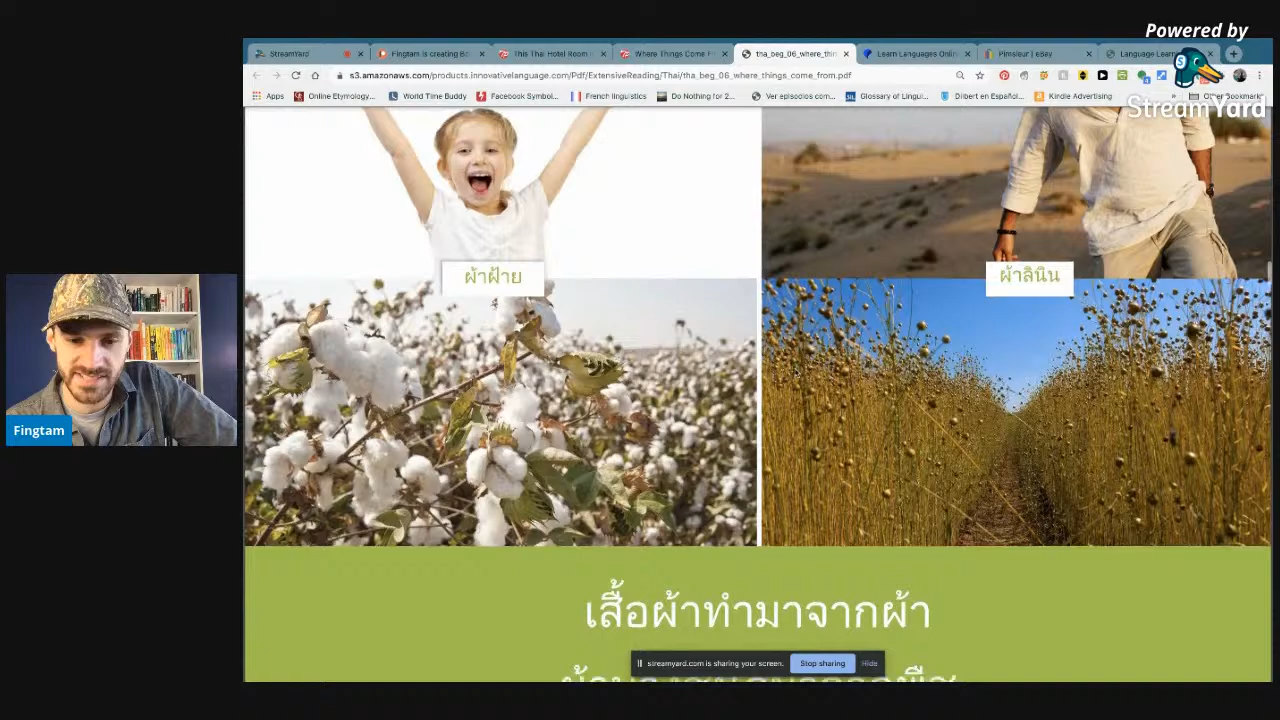 Powered by
StreamYard
StreamYard
Fingtam is creating Bo
This Thai Hotel Room
Where Things Come F
tha_beg_06_where_thin
Learn Languages Onlin
Pimsleur | eBay
Language Learn
s3.amazonaws.com/products.innovativelanguage.com/Pdf/ExtensiveReading/Thai/tha_beg_06_where_things_come_from.pdf
Apps
Online Etymology...
World Time Buddy
Facebook Symbol...
French linguistics
Do Nothing for 2...
Ver episodios com...
Glossary of Lingui...
Dilbert en Español...
Kindle Advertising
»
Other Bookmarks
ผ้าฝ้าย
ผ้าลินิน
Fingtam
เสื้อผ้าทำมาจากผ้า
streamyard.com is sharing your screen.
Stop sharing
Hide